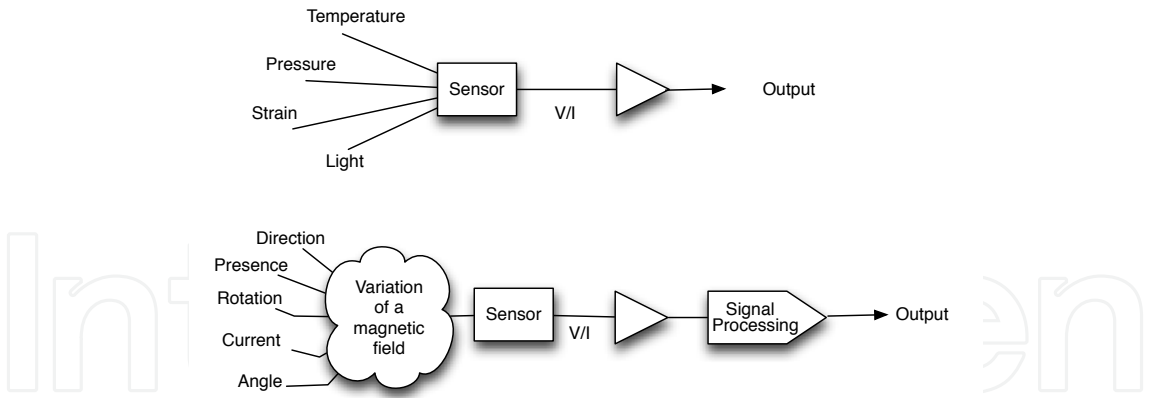 Temperature
Pressure
Strain
Light
Sensor
V/I
Output
Direction
Presence
Rotation
Current
Angle
Variation
of a
magnetic
field
Sensor
V/I
Signal
Processing
Output